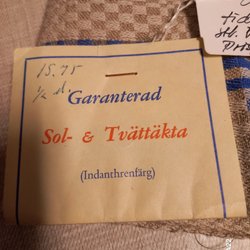 15.75
½ d.
Garanterad
Sol- & Tvättäkta
(Indanthrenfärg)